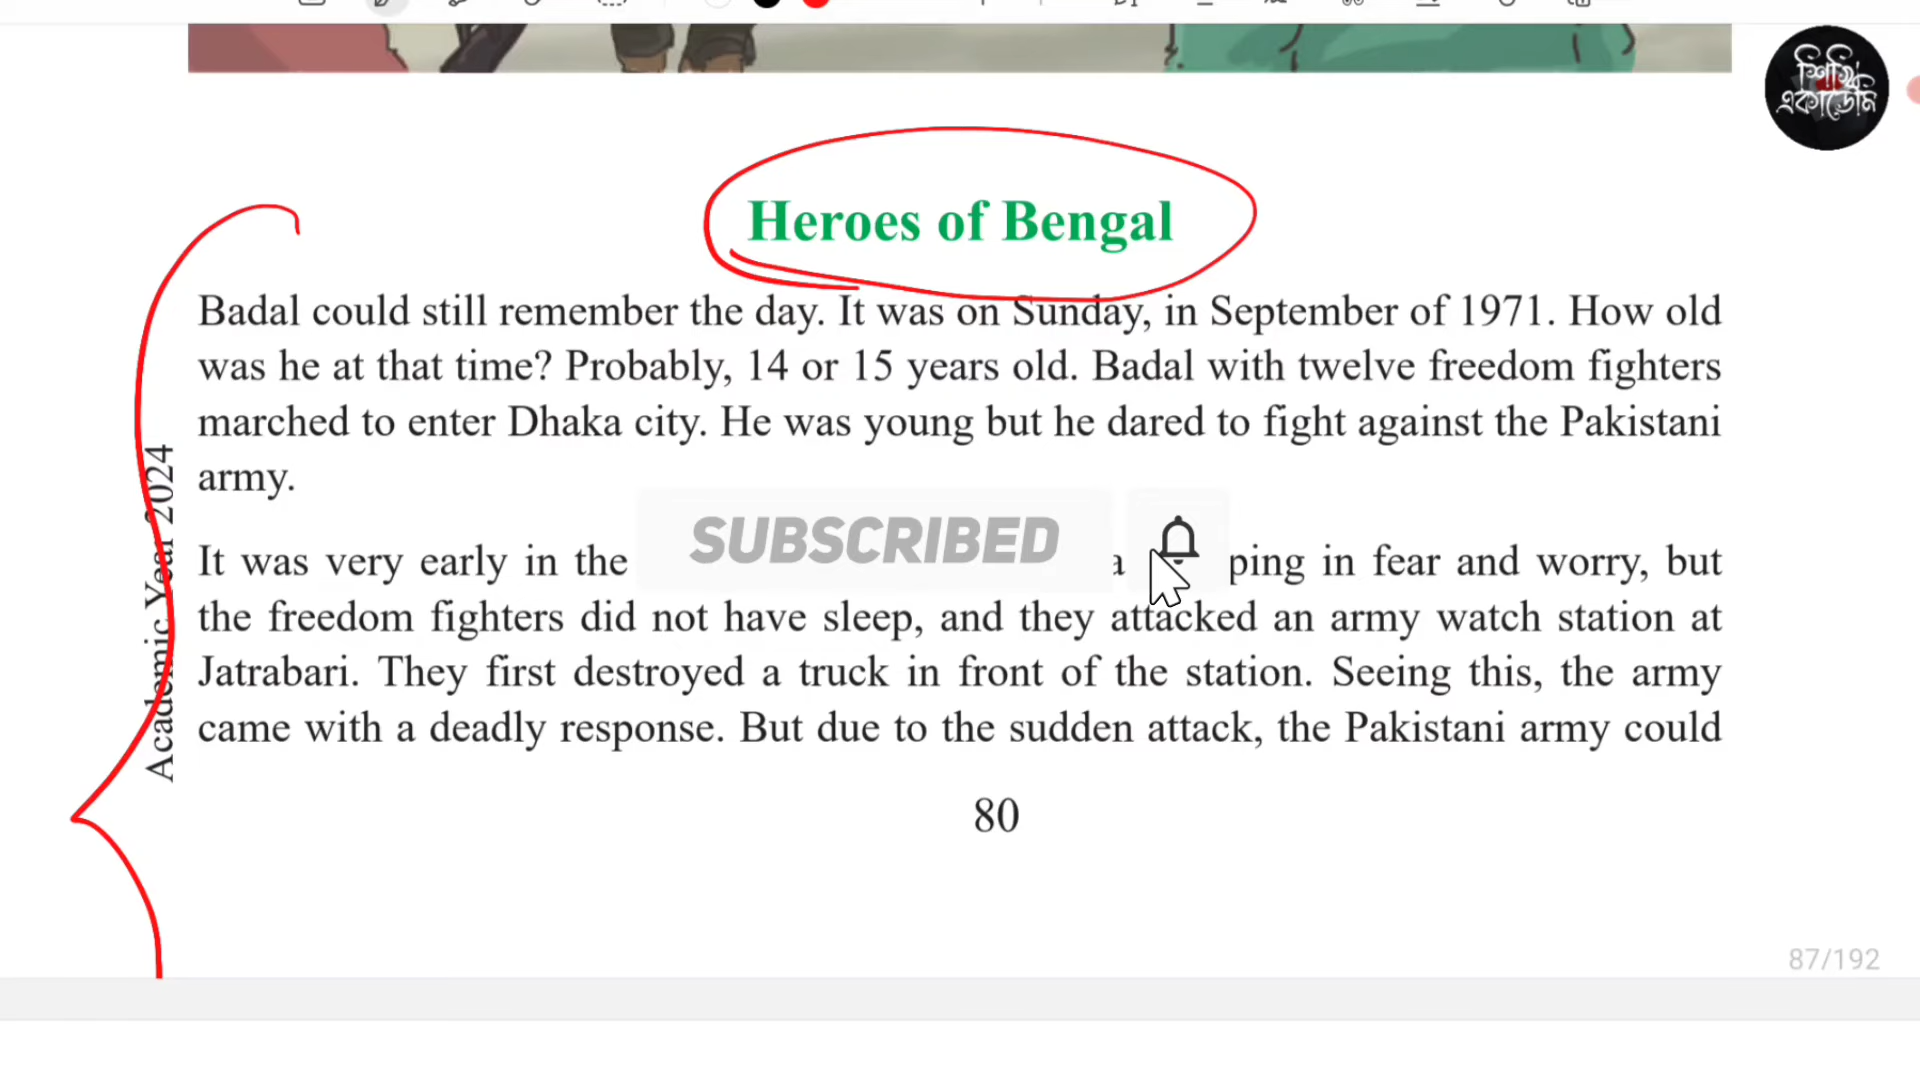 শিখি
একাডেমি
Heroes of Bengal
Badal could still remember the day. It was on Sunday, in September of 1971. How old
was he at that time? Probably, 14 or 15 years old. Badal with twelve freedom fighters
marched to enter Dhaka city. He was young but he dared to fight against the Pakistani
army.
It was very early in the
SUBSCRIBED
ping in fear and worry, but
the freedom fighters did not have sleep, and they attacked an army watch station at
Jatrabari. They first destroyed a truck in front of the station. Seeing this, the army
came with a deadly response. But due to the sudden attack, the Pakistani army could
Academic Year 2024
80
87/192